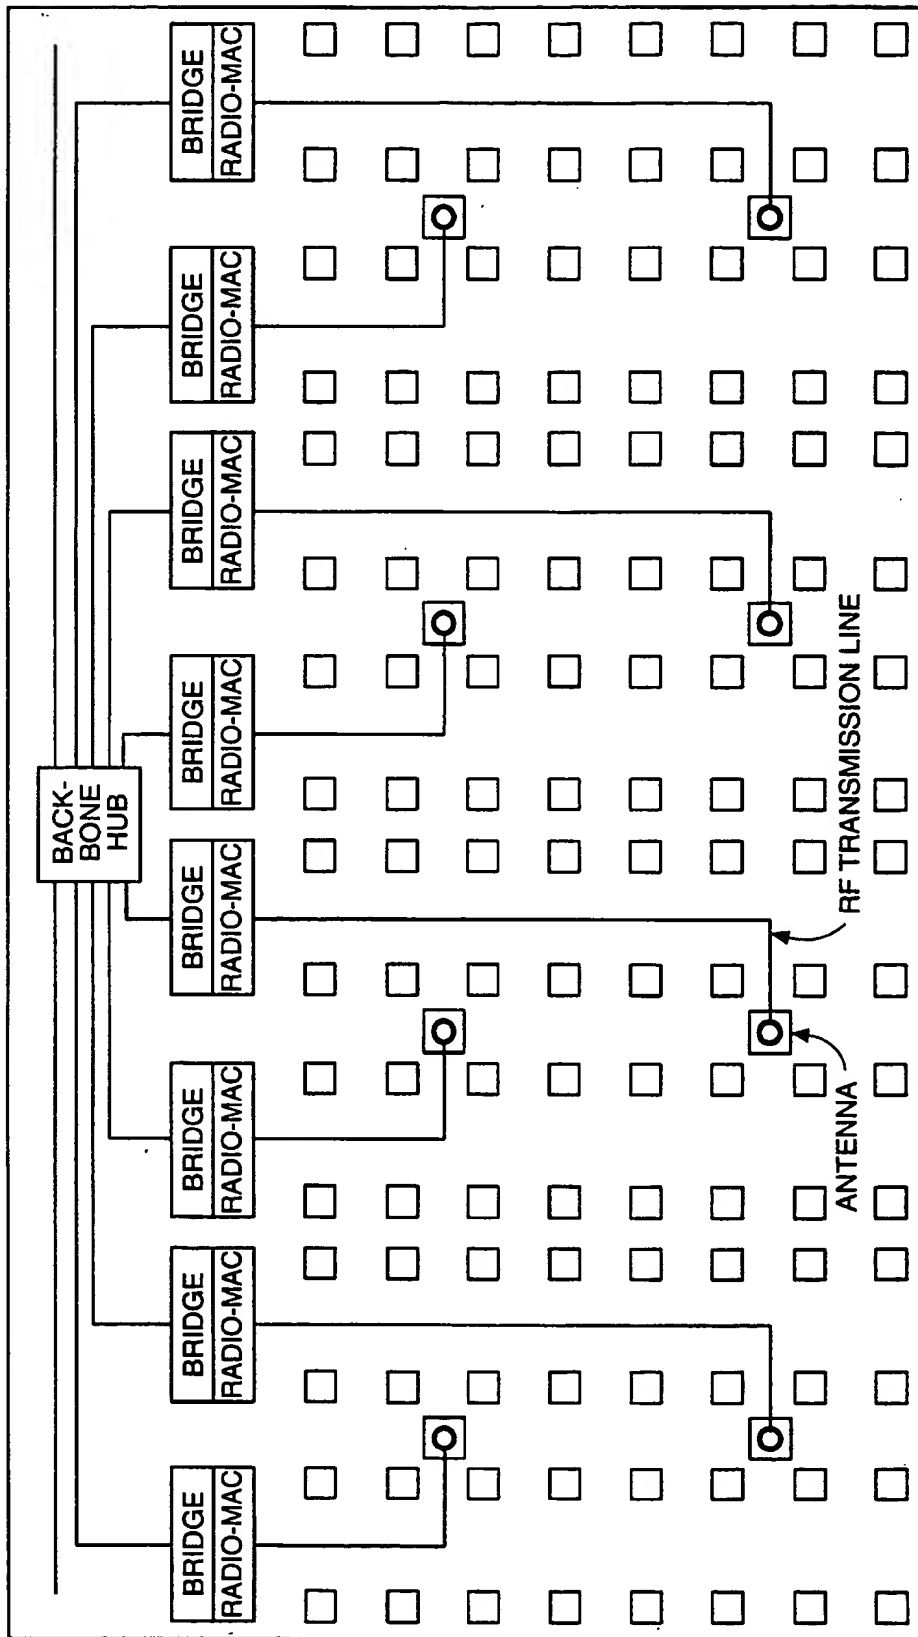 BACK-
BONE
HUB
BRIDGE
RADIO-MAC
BRIDGE
RADIO-MAC
BRIDGE
RADIO-MAC
BRIDGE
RADIO-MAC
BRIDGE
RADIO-MAC
BRIDGE
RADIO-MAC
BRIDGE
RADIO-MAC
BRIDGE
RADIO-MAC
ANTENNA
RF TRANSMISSION LINE